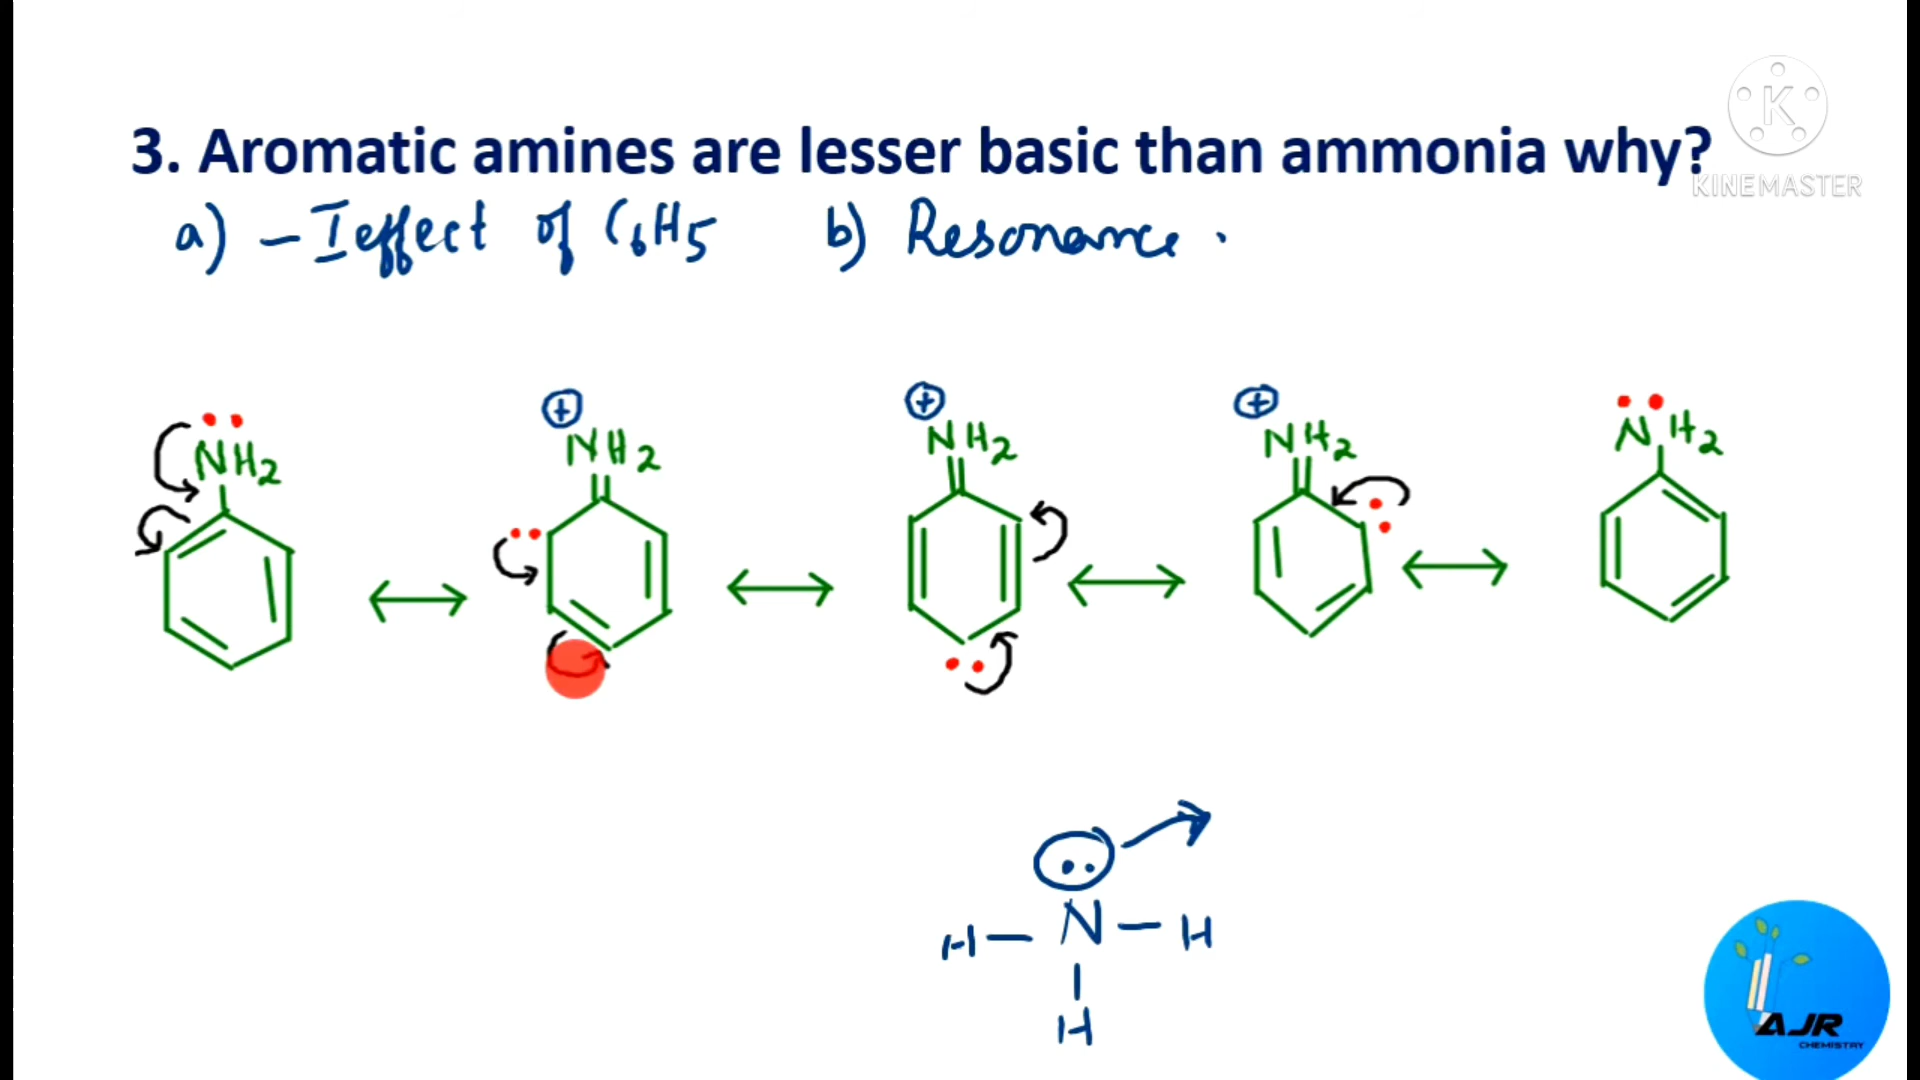 3. Aromatic amines are lesser basic than ammonia why?
K
KINEMASTER
a) – I effect of C6H5 b) Resonance .
⊕ ⊕ ⊕
NH2 NH2 NH2 NH2 NH2
H – N – H
H
AJR
CHEMISTRY